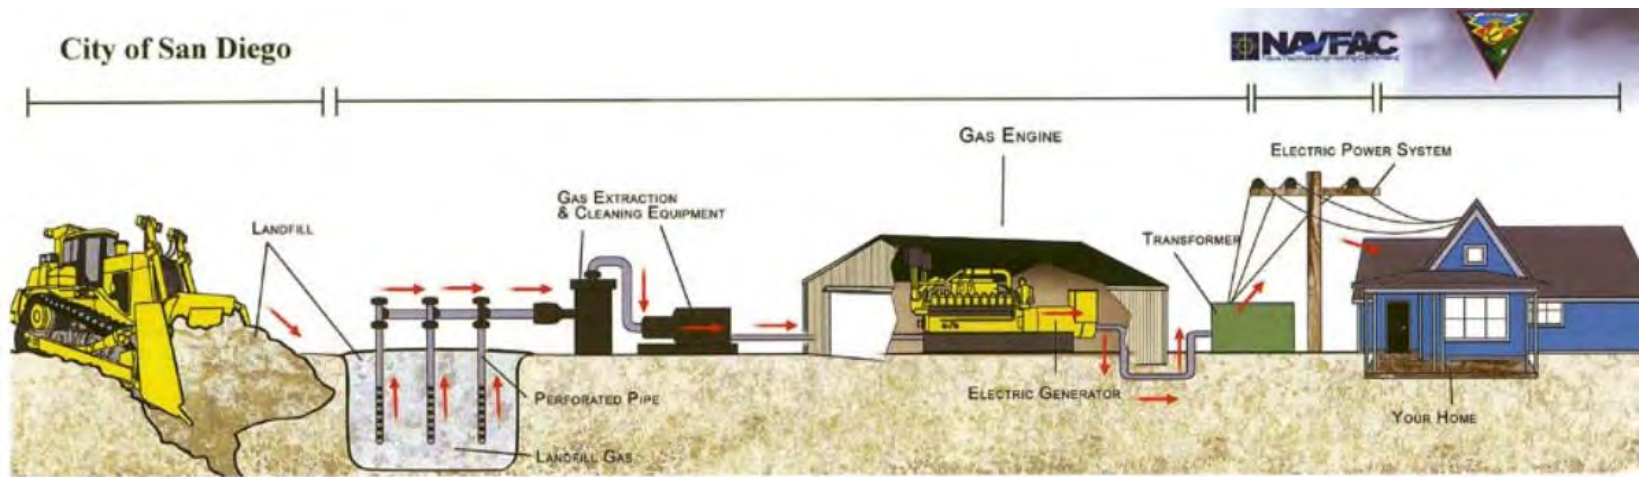 City of San Diego
NAVFAC
GAS ENGINE
ELECTRIC POWER SYSTEM
GAS EXTRACTION
& CLEANING EQUIPMENT
LANDFILL
TRANSFORMER
PERFORATED PIPE
ELECTRIC GENERATOR
YOUR HOME
LANDFILL GAS